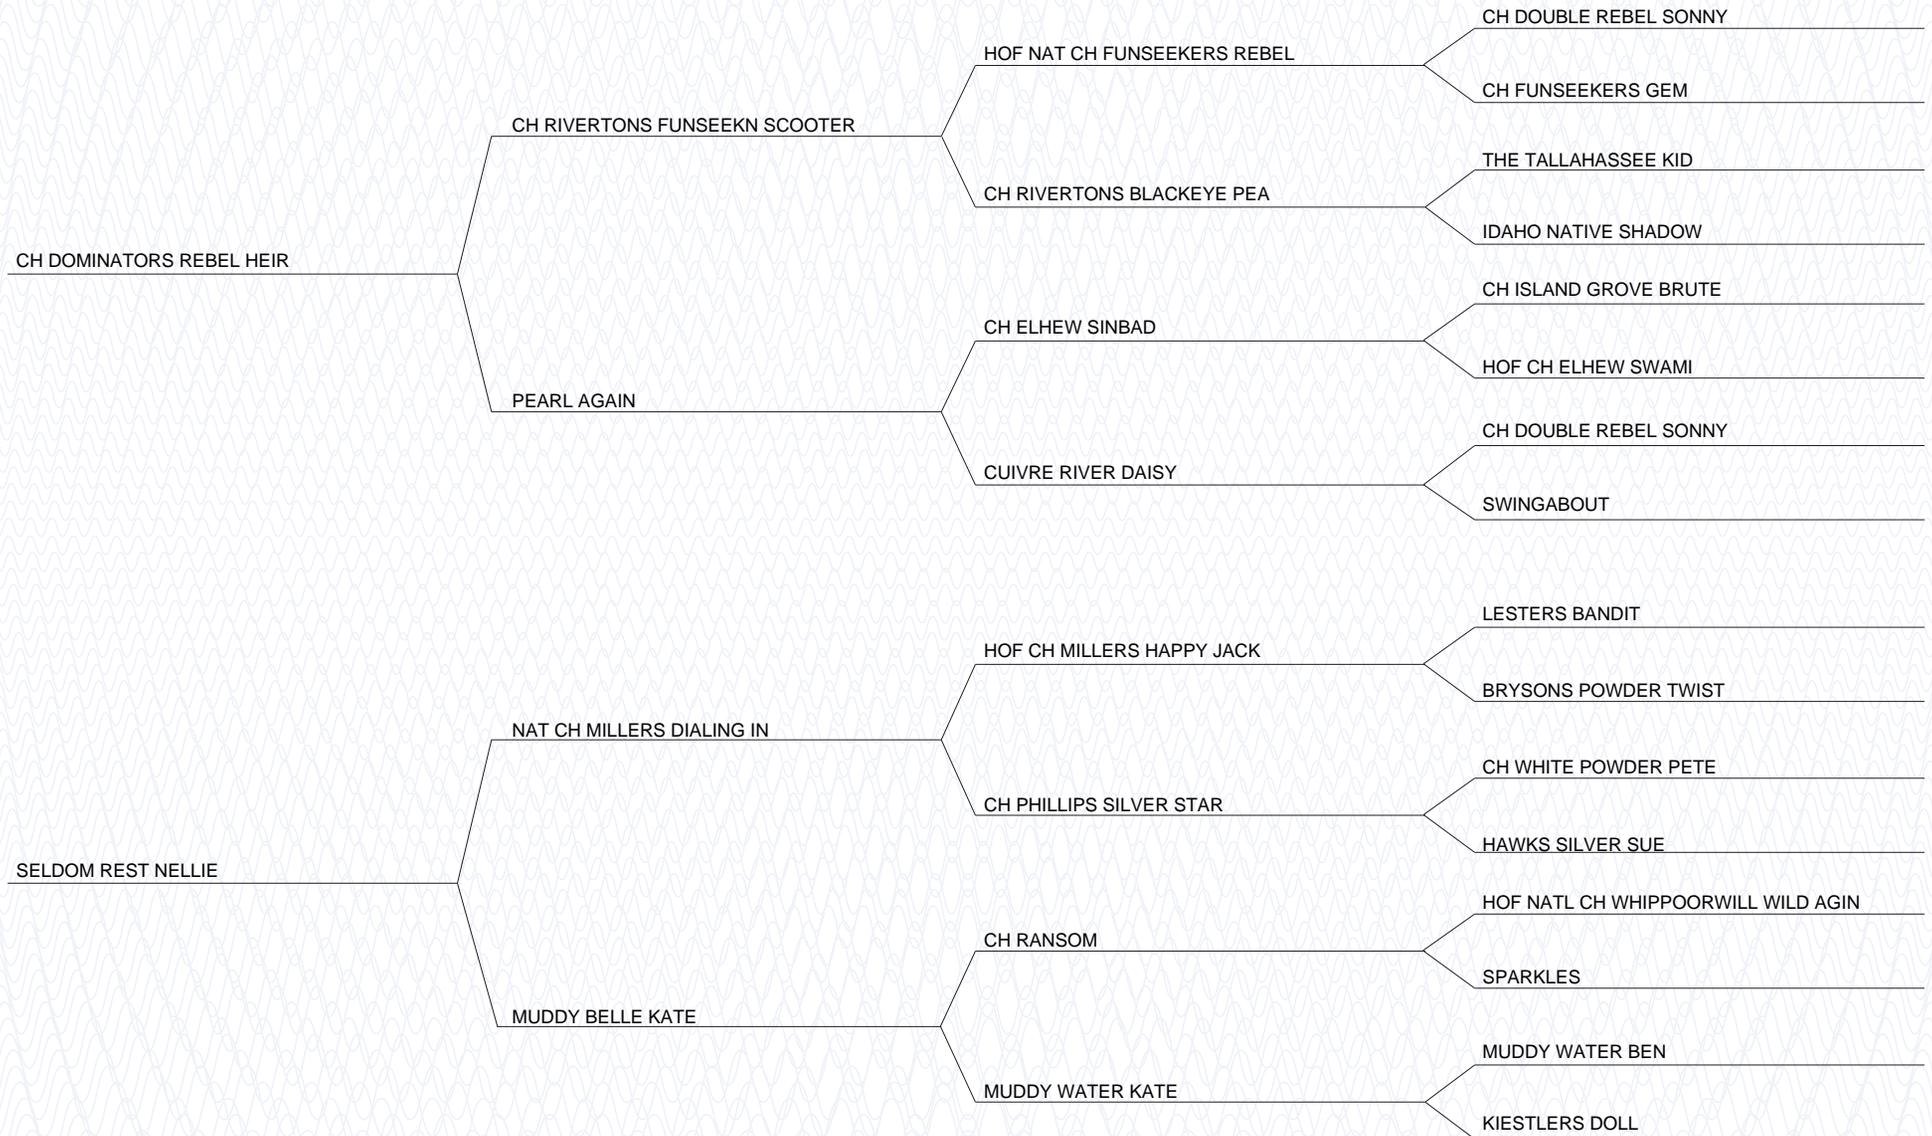 CH DOUBLE REBEL SONNY
HOF NAT CH FUNSEEKERS REBEL
CH FUNSEEKERS GEM
CH RIVERTONS FUNSEEKN SCOOTER
THE TALLAHASSEE KID
CH RIVERTONS BLACKEYE PEA
IDAHO NATIVE SHADOW
CH DOMINATORS REBEL HEIR
CH ISLAND GROVE BRUTE
CH ELHEW SINBAD
HOF CH ELHEW SWAMI
PEARL AGAIN
CH DOUBLE REBEL SONNY
CUIVRE RIVER DAISY
SWINGABOUT
LESTERS BANDIT
HOF CH MILLERS HAPPY JACK
BRYSONS POWDER TWIST
NAT CH MILLERS DIALING IN
CH WHITE POWDER PETE
CH PHILLIPS SILVER STAR
HAWKS SILVER SUE
SELDOM REST NELLIE
HOF NATL CH WHIPPOORWILL WILD AGIN
CH RANSOM
SPARKLES
MUDDY BELLE KATE
MUDDY WATER BEN
MUDDY WATER KATE
KIESTLERS DOLL